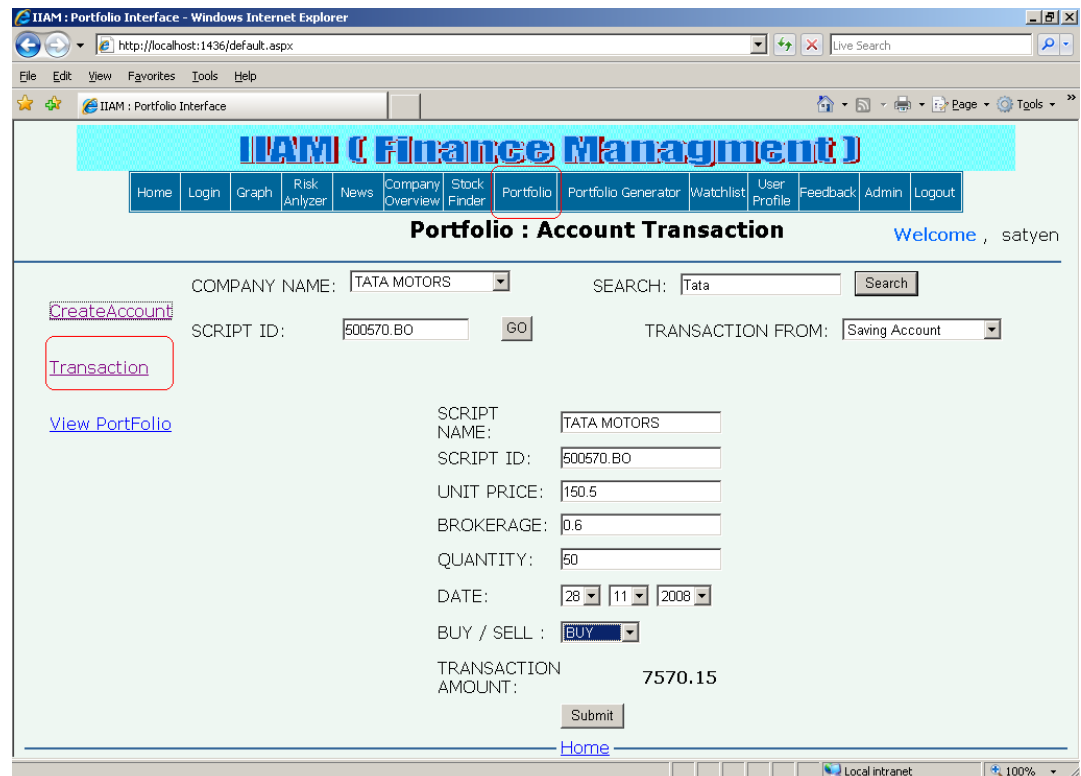 IIAM : Portfolio Interface - Windows Internet Explorer
http://localhost:1436/default.aspx
Live Search
File Edit View Favorites Tools Help
IIAM : Portfolio Interface
Page Tools »
IIAM ( Finance Managment )
Home Login Graph Risk Anlyzer News Company Overview Stock Finder Portfolio Portfolio Generator Watchlist User Profile Feedback Admin Logout
Portfolio : Account Transaction
Welcome , satyen
COMPANY NAME: TATA MOTORS SEARCH: Tata Search
CreateAccount
SCRIPT ID: 500570.BO GO TRANSACTION FROM: Saving Account
Transaction
View PortFolio
SCRIPT NAME: TATA MOTORS
SCRIPT ID: 500570.BO
UNIT PRICE: 150.5
BROKERAGE: 0.6
QUANTITY: 50
DATE: 28 11 2008
BUY / SELL : BUY
TRANSACTION AMOUNT: 7570.15
Submit
Home
Local intranet 100%